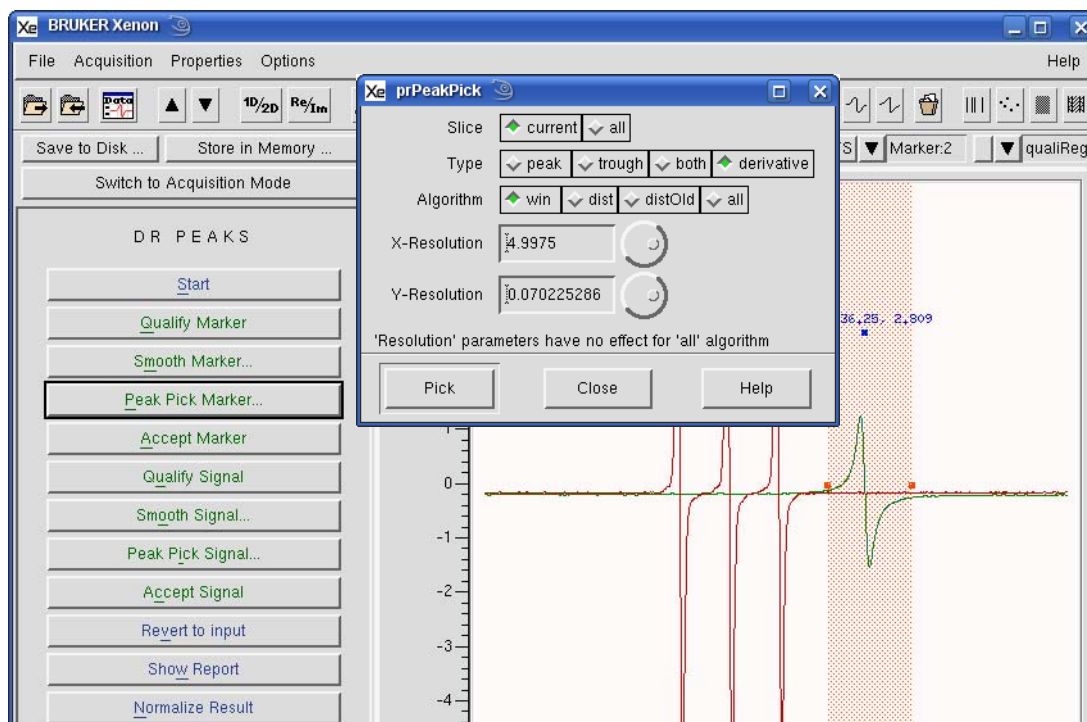 BRUKER Xenon
File Acquisition Properties Options Help
Data 1D/2D Re/Im
Save to Disk ... Store in Memory ... Marker:2 qualiReg
Switch to Acquisition Mode
DR PEAKS
Start
Qualify Marker
Smooth Marker...
Peak Pick Marker...
Accept Marker
Qualify Signal
Smooth Signal...
Peak Pick Signal...
Accept Signal
Revert to input
Show Report
Normalize Result
Xe prPeakPick
Slice current all
Type peak trough both derivative
Algorithm win dist distOld all
X-Resolution 4.9975
Y-Resolution 0.070225286
'Resolution' parameters have no effect for 'all' algorithm
Pick Close Help
36.25, 2.809
0
-1
-2
-3
-4